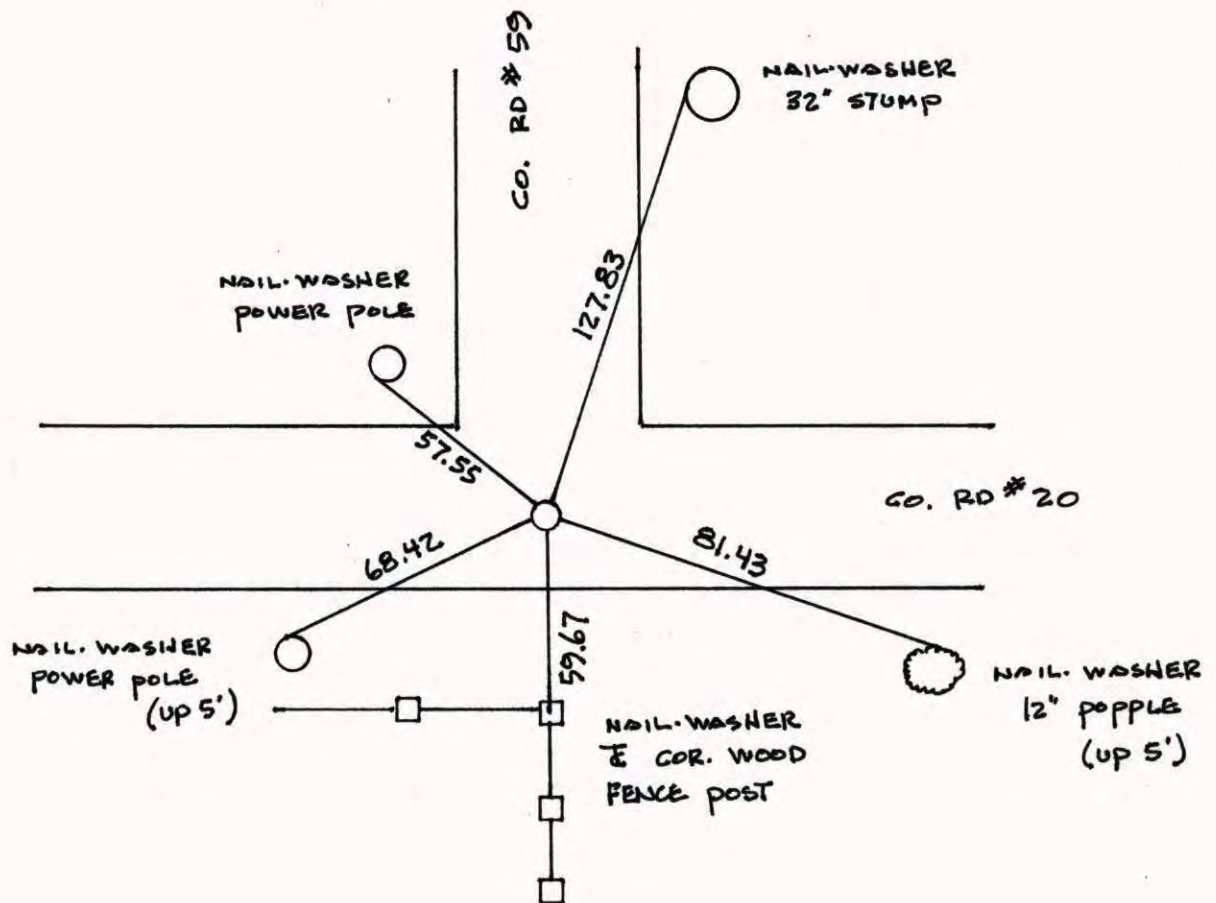 CO. RD # 59
NAIL·WASHER
32" STUMP
127.83
NAIL·WASHER
POWER POLE
57.55
CO. RD # 20
68.42
81.43
59.67
NAIL·WASHER
POWER POLE
(UP 5')
NAIL·WASHER
℄ COR. WOOD
FENCE POST
NAIL·WASHER
12" POPPLE
(UP 5')